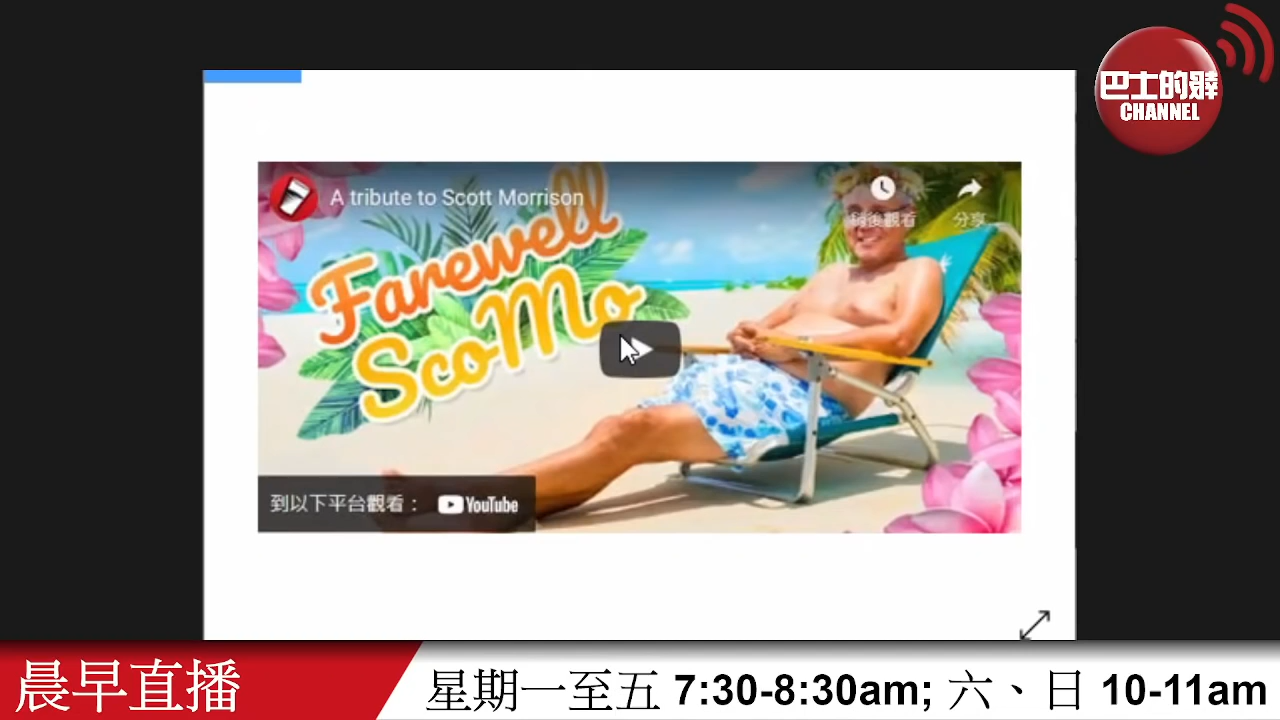 巴士的報
CHANNEL
A tribute to Scott Morrison
稍後觀看
分享
Farewell
ScoMo
到以下平台觀看：
YouTube
晨早直播
星期一至五 7:30-8:30am; 六、日 10-11am